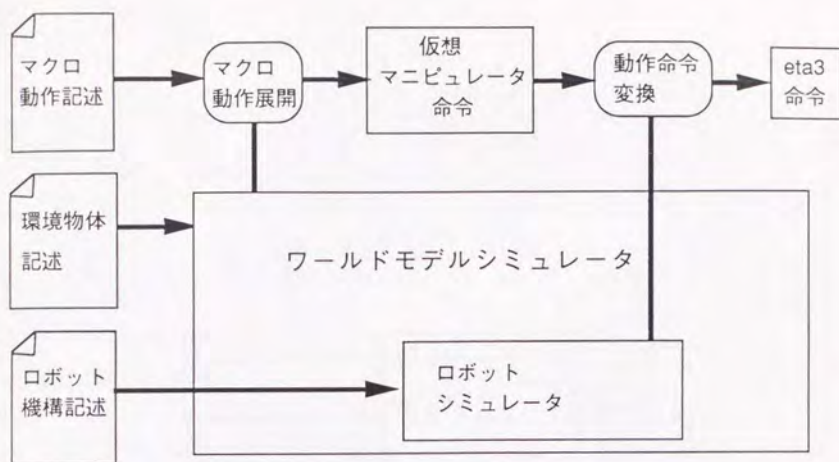 マクロ
動作記述
マクロ
動作展開
仮想
マニピュレータ
命令
動作命令
変換
eta3
命令
環境物体
記述
ワールドモデルシミュレータ
ロボット
機構記述
ロボット
シミュレータ